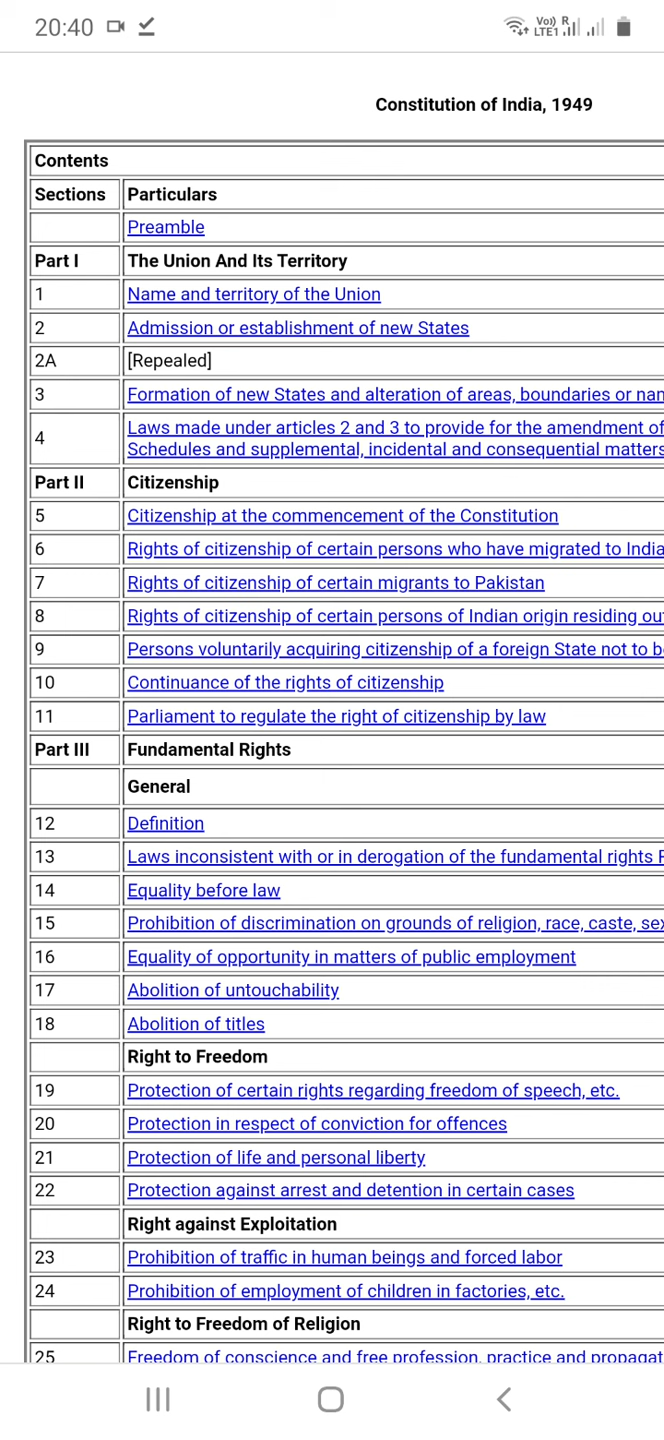 20:40 Vo) R LTE1
Constitution of India, 1949
Contents
Sections Particulars
Preamble
Part I The Union And Its Territory
1 Name and territory of the Union
2 Admission or establishment of new States
2A [Repealed]
3 Formation of new States and alteration of areas, boundaries or
4 Laws made under articles 2 and 3 to provide for the amendment of
Schedules and supplemental, incidental and consequential matters
Part II Citizenship
5 Citizenship at the commencement of the Constitution
6 Rights of citizenship of certain persons who have migrated to India
7 Rights of citizenship of certain migrants to Pakistan
8 Rights of citizenship of certain persons of Indian origin residing
9 Persons voluntarily acquiring citizenship of a foreign State not to
10 Continuance of the rights of citizenship
11 Parliament to regulate the right of citizenship by law
Part III Fundamental Rights
General
12 Definition
13 Laws inconsistent with or in derogation of the fundamental rights
14 Equality before law
15 Prohibition of discrimination on grounds of religion, race, caste,
16 Equality of opportunity in matters of public employment
17 Abolition of untouchability
18 Abolition of titles
Right to Freedom
19 Protection of certain rights regarding freedom of speech, etc.
20 Protection in respect of conviction for offences
21 Protection of life and personal liberty
22 Protection against arrest and detention in certain cases
Right against Exploitation
23 Prohibition of traffic in human beings and forced labor
24 Prohibition of employment of children in factories, etc.
Right to Freedom of Religion
25 Freedom of conscience and free profession, practice and